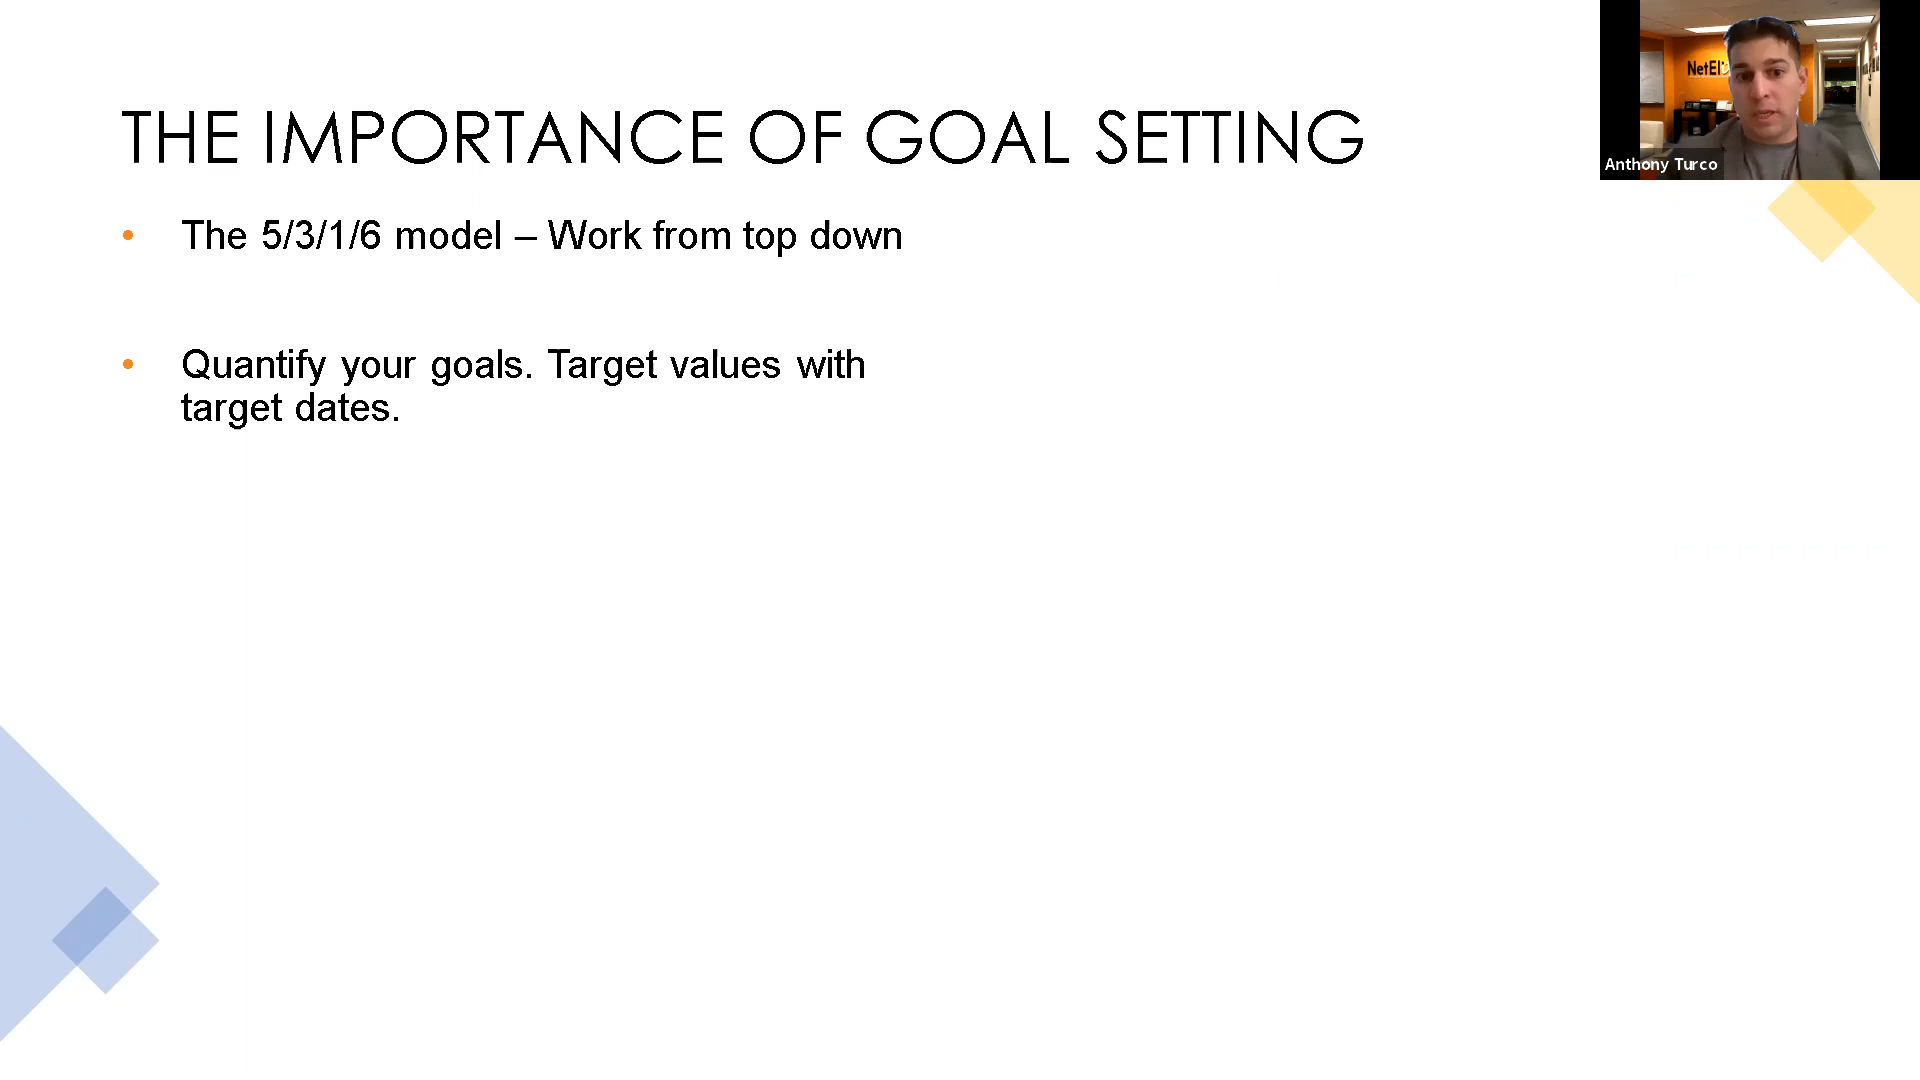 THE IMPORTANCE OF GOAL SETTING
• The 5/3/1/6 model – Work from top down
• Quantify your goals. Target values with
target dates.
Anthony Turco